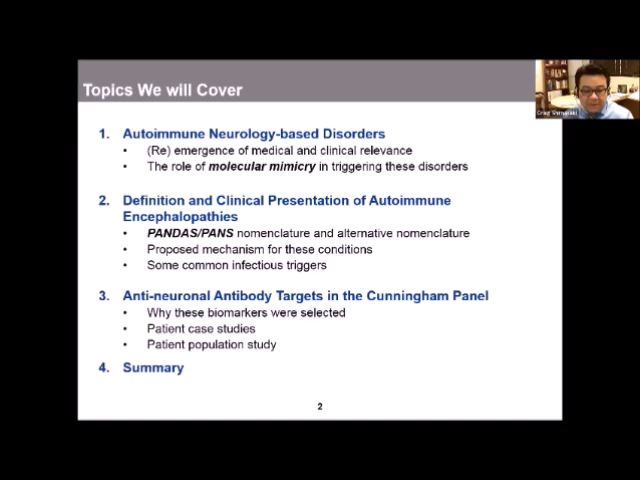 Topics We will Cover
1. Autoimmune Neurology-based Disorders
• (Re) emergence of medical and clinical relevance
• The role of molecular mimicry in triggering these disorders
2. Definition and Clinical Presentation of Autoimmune
Encephalopathies
• PANDAS/PANS nomenclature and alternative nomenclature
• Proposed mechanism for these conditions
• Some common infectious triggers
3. Anti-neuronal Antibody Targets in the Cunningham Panel
• Why these biomarkers were selected
• Patient case studies
• Patient population study
4. Summary
2
Craig